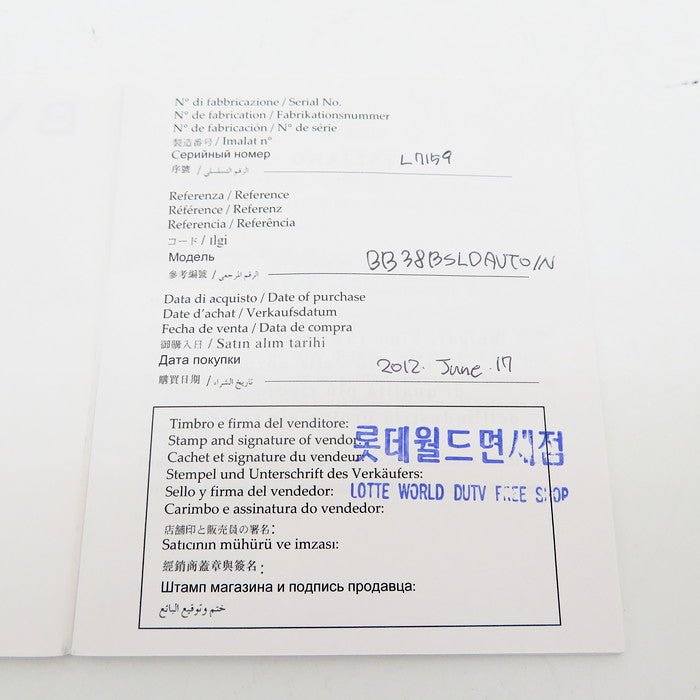 N° di fabbricazione / Serial No.
N° de fabrication / Fabrikationsnummer
N° de fabricación / N° de série
製造番号 / Imalat n°
Серийный номер
序號 / الرقم التسلسلي
L7159
Referenza / Reference
Référence / Referenz
Referencia / Referência
コード / Ilgi
Модель
參考編號 / الرقم المرجعي
BB38BSLDAUTO/N
Data di acquisto / Date of purchase
Date d'achat / Verkaufsdatum
Fecha de venta / Data de compra
御購入日 / Satın alım tarihi
Дата покупки
購買日期 / تاريخ الشراء
2012. June. 17
Timbro e firma del venditore:
Stamp and signature of vendor:
Cachet et signature du vendeur:
Stempel und Unterschrift des Verkäufers:
Sello y firma del vendedor:
Carimbo e assinatura do vendedor:
店舗印と販売員の署名:
Satıcının mühürü ve imzası:
經銷商蓋章與簽名:
Штамп магазина и подпись продавца:
ختم وتوقيع البائع
롯데월드면세점
LOTTE WORLD DUTY FREE SHOP